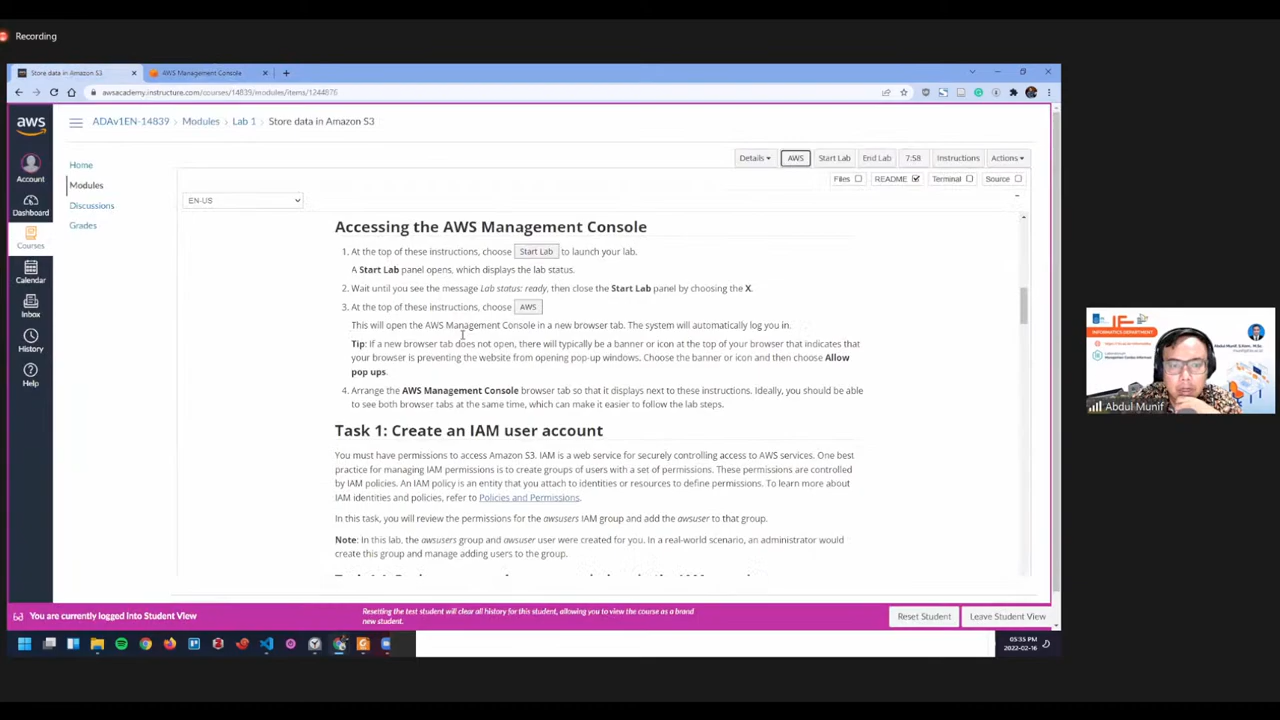 Recording
Store data in Amazon S3
AWS Management Console
awsacademy.instructure.com/courses/14839/modules/items/1244876
aws
ADAv1EN-14839 > Modules > Lab 1 > Store data in Amazon S3
Account
Dashboard
Courses
Calendar
Inbox
History
Help
Home
Modules
Discussions
Grades
Details
AWS
Start Lab
End Lab
7:58
Instructions
Actions
Files
README
Terminal
Source
EN-US
Accessing the AWS Management Console
1. At the top of these instructions, choose Start Lab to launch your lab.
A Start Lab panel opens, which displays the lab status.
2. Wait until you see the message Lab status: ready, then close the Start Lab panel by choosing the X.
3. At the top of these instructions, choose AWS
This will open the AWS Management Console in a new browser tab. The system will automatically log you in.
Tip: If a new browser tab does not open, there will typically be a banner or icon at the top of your browser that indicates that
your browser is preventing the website from opening pop-up windows. Choose the banner or icon and then choose Allow
pop ups.
4. Arrange the AWS Management Console browser tab so that it displays next to these instructions. Ideally, you should be able
to see both browser tabs at the same time, which can make it easier to follow the lab steps.
Task 1: Create an IAM user account
You must have permissions to access Amazon S3. IAM is a web service for securely controlling access to AWS services. One best
practice for managing IAM permissions is to create groups of users with a set of permissions. These permissions are controlled
by IAM policies. An IAM policy is an entity that you attach to identities or resources to define permissions. To learn more about
IAM identities and policies, refer to Policies and Permissions.
In this task, you will review the permissions for the awsusers IAM group and add the awsuser to that group.
Note: In this lab, the awsusers group and awsuser user were created for you. In a real-world scenario, an administrator would
create this group and manage adding users to the group.
You are currently logged into Student View
Resetting the test student will clear all history for this student, allowing you to view the course as a brand
new student.
Reset Student
Leave Student View
05:35 PM
2022-02-16
INFORMATICS DEPARTMENT
Abdul Munif